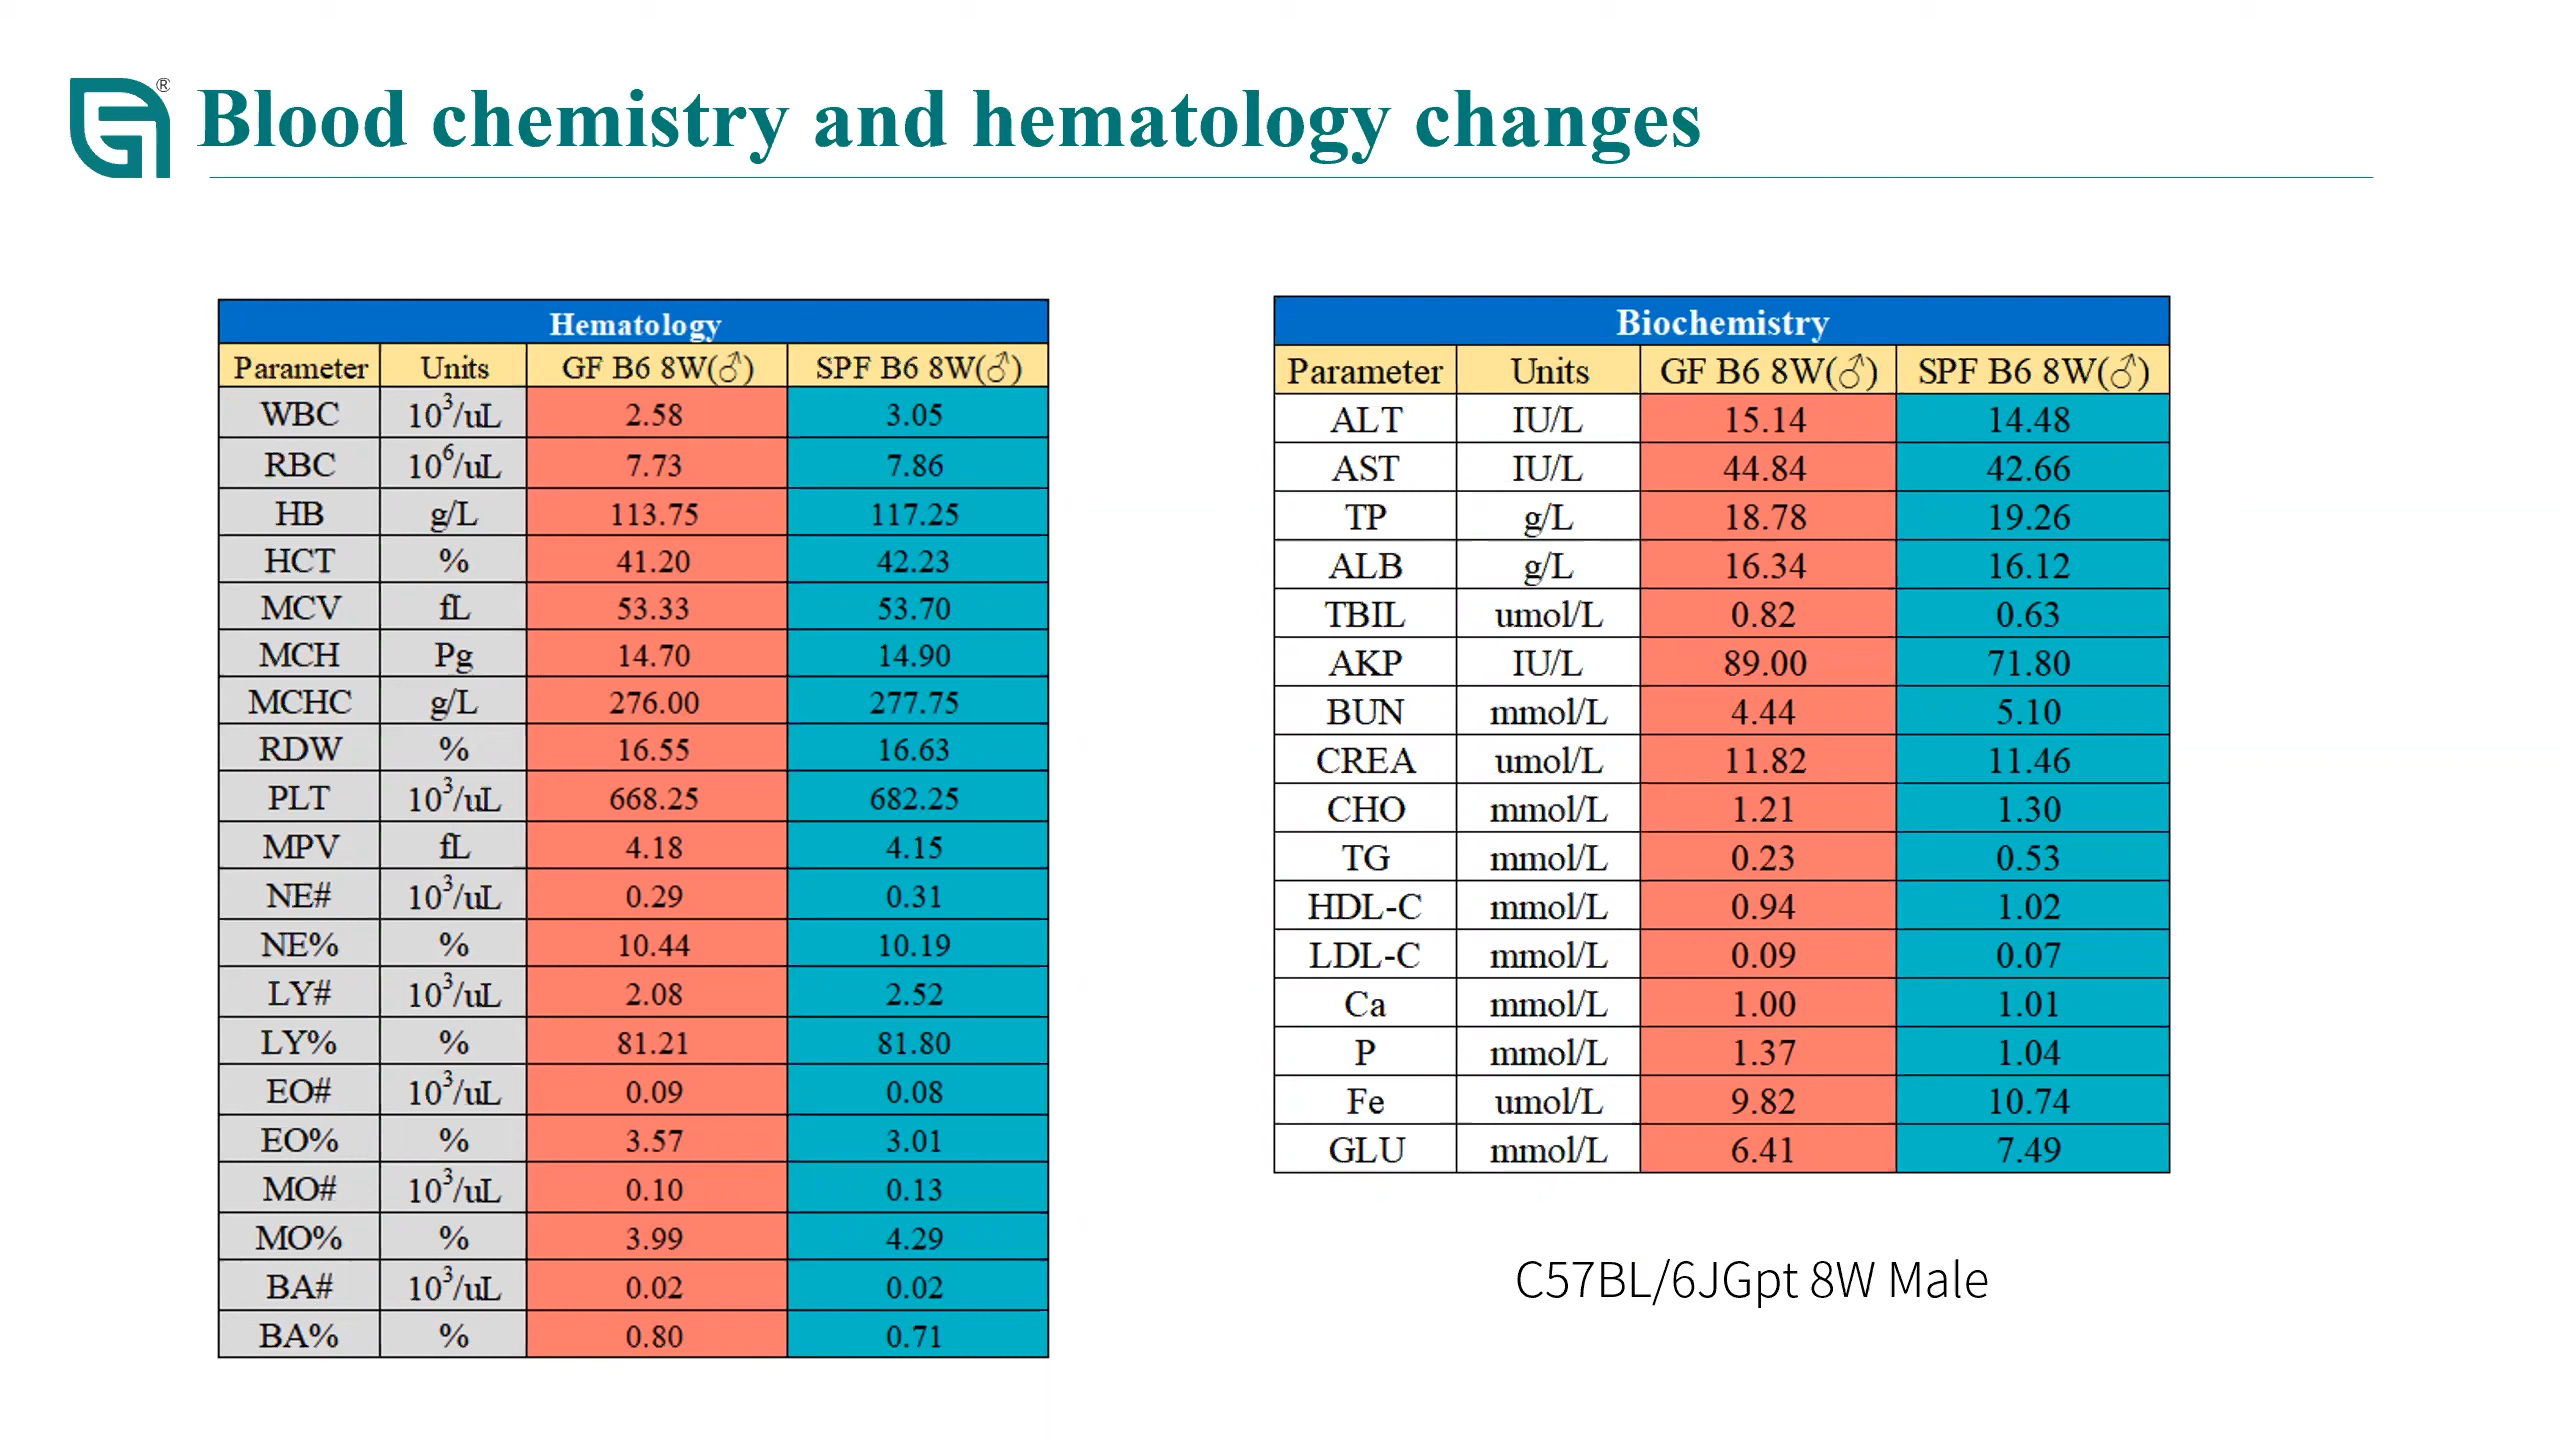 ® Blood chemistry and hematology changes
Hematology
Parameter Units GF B6 8W(♂) SPF B6 8W(♂)
WBC 10³/uL 2.58 3.05
RBC 10⁶/uL 7.73 7.86
HB g/L 113.75 117.25
HCT % 41.20 42.23
MCV fL 53.33 53.70
MCH Pg 14.70 14.90
MCHC g/L 276.00 277.75
RDW % 16.55 16.63
PLT 10³/uL 668.25 682.25
MPV fL 4.18 4.15
NE# 10³/uL 0.29 0.31
NE% % 10.44 10.19
LY# 10³/uL 2.08 2.52
LY% % 81.21 81.80
EO# 10³/uL 0.09 0.08
EO% % 3.57 3.01
MO# 10³/uL 0.10 0.13
MO% % 3.99 4.29
BA# 10³/uL 0.02 0.02
BA% % 0.80 0.71
Biochemistry
Parameter Units GF B6 8W(♂) SPF B6 8W(♂)
ALT IU/L 15.14 14.48
AST IU/L 44.84 42.66
TP g/L 18.78 19.26
ALB g/L 16.34 16.12
TBIL umol/L 0.82 0.63
AKP IU/L 89.00 71.80
BUN mmol/L 4.44 5.10
CREA umol/L 11.82 11.46
CHO mmol/L 1.21 1.30
TG mmol/L 0.23 0.53
HDL-C mmol/L 0.94 1.02
LDL-C mmol/L 0.09 0.07
Ca mmol/L 1.00 1.01
P mmol/L 1.37 1.04
Fe umol/L 9.82 10.74
GLU mmol/L 6.41 7.49
C57BL/6JGpt 8W Male